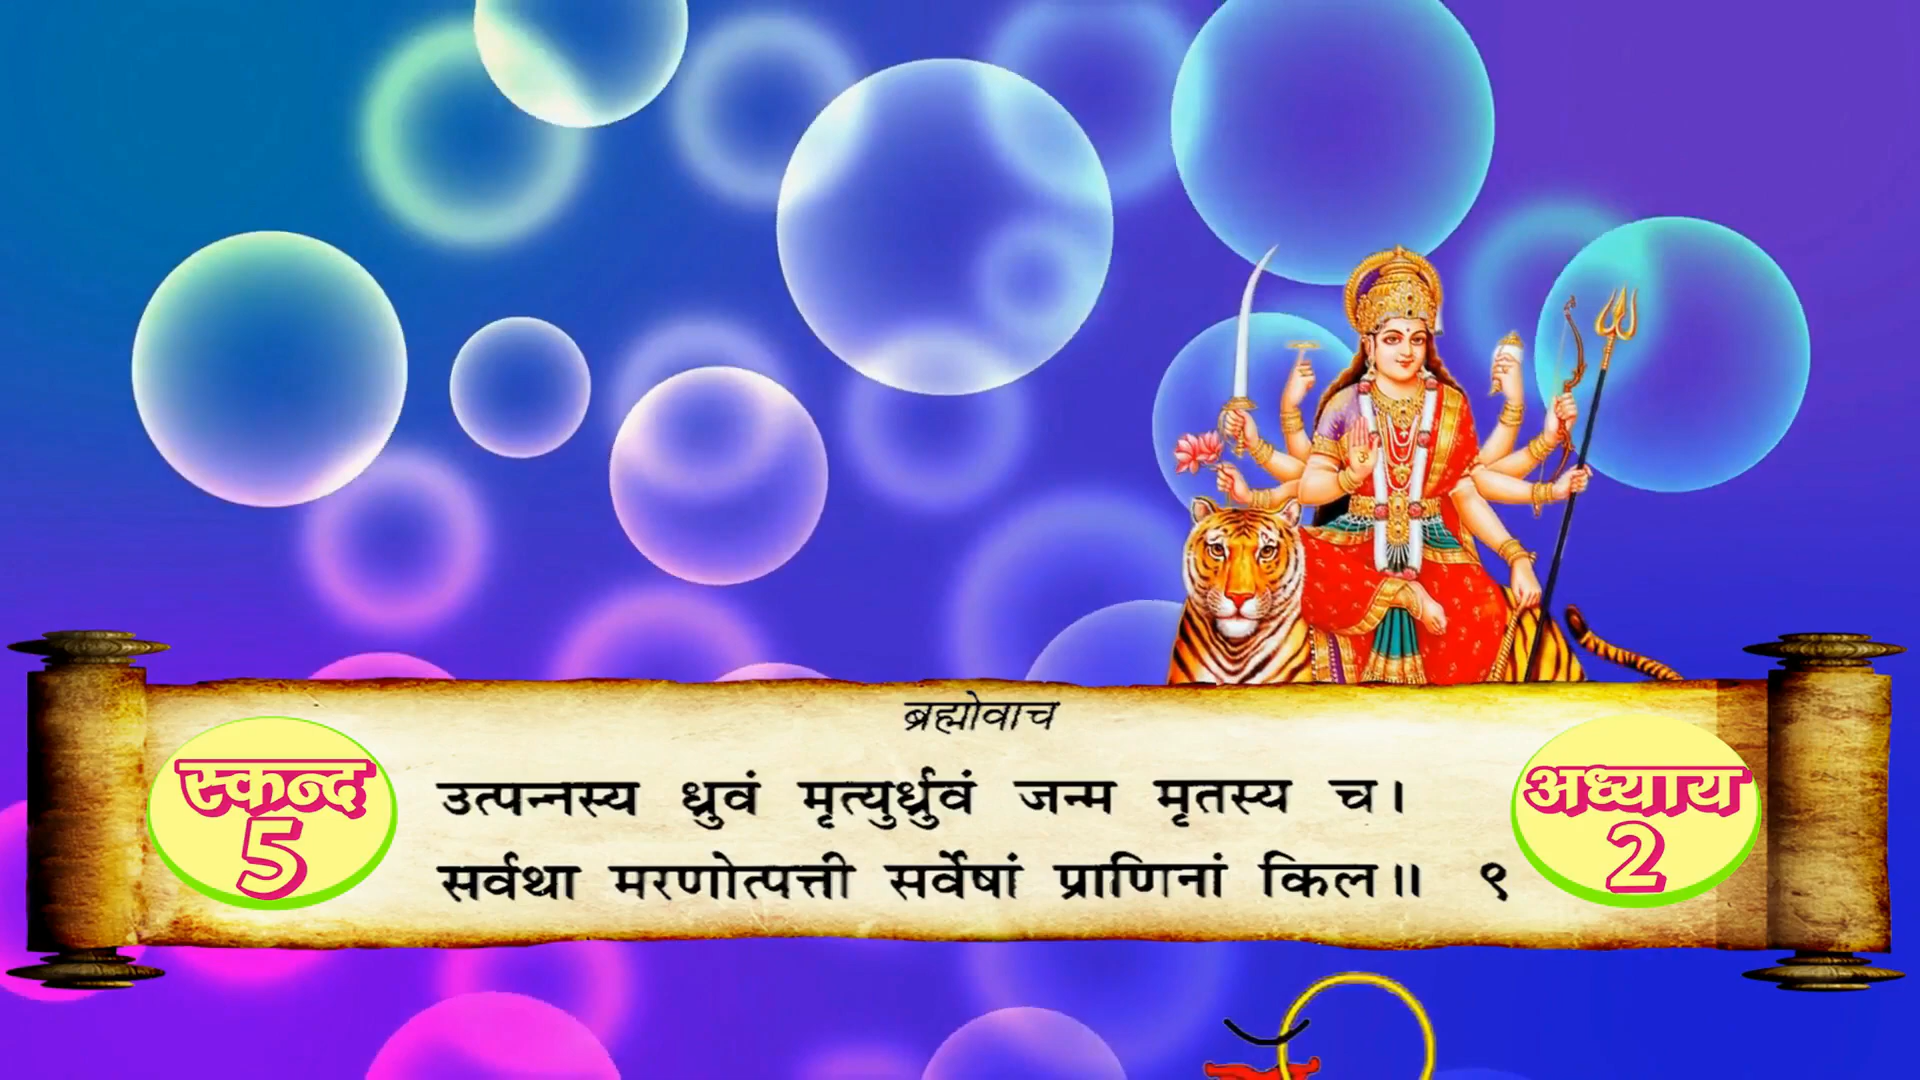 ब्रह्मोवाच
स्कन्द
5
उत्पन्नस्य ध्रुवं मृत्युर्ध्रुवं जन्म मृतस्य च।
सर्वथा मरणोत्पत्ती सर्वेषां प्राणिनां किल॥ ९
अध्याय
2